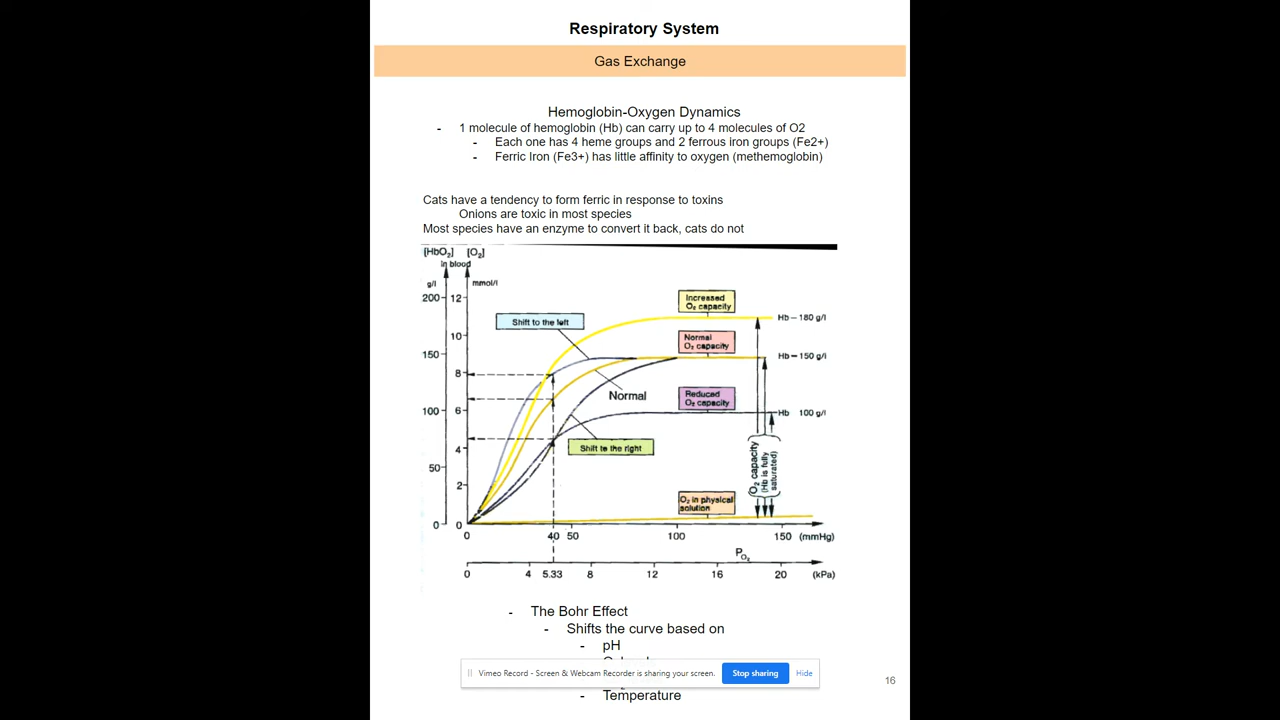 Respiratory System
Gas Exchange
Hemoglobin-Oxygen Dynamics
- 1 molecule of hemoglobin (Hb) can carry up to 4 molecules of O2
- Each one has 4 heme groups and 2 ferrous iron groups (Fe2+)
- Ferric Iron (Fe3+) has little affinity to oxygen (methemoglobin)
Cats have a tendency to form ferric in response to toxins
Onions are toxic in most species
Most species have an enzyme to convert it back, cats do not
[HbO₂] [O₂]
in blood
g/l mmol/l
200 12
Increased
O₂ capacity
Hb – 180 g/l
Shift to the left
10
Normal
O₂ capacity
150
Hb – 150 g/l
8
Normal
Reduced
O₂ capacity
100 6
Hb 100 g/l
4
Shift to the right
50
2
O₂ capacity
(Hb is fully
saturated)
O₂ in physical
solution
0 0
0 40 50 100 150 (mmHg)
P O₂
0 4 5.33 8 12 16 20 (kPa)
- The Bohr Effect
- Shifts the curve based on
- pH
Vimeo Record - Screen & Webcam Recorder is sharing your screen. Stop sharing Hide
16
- Temperature